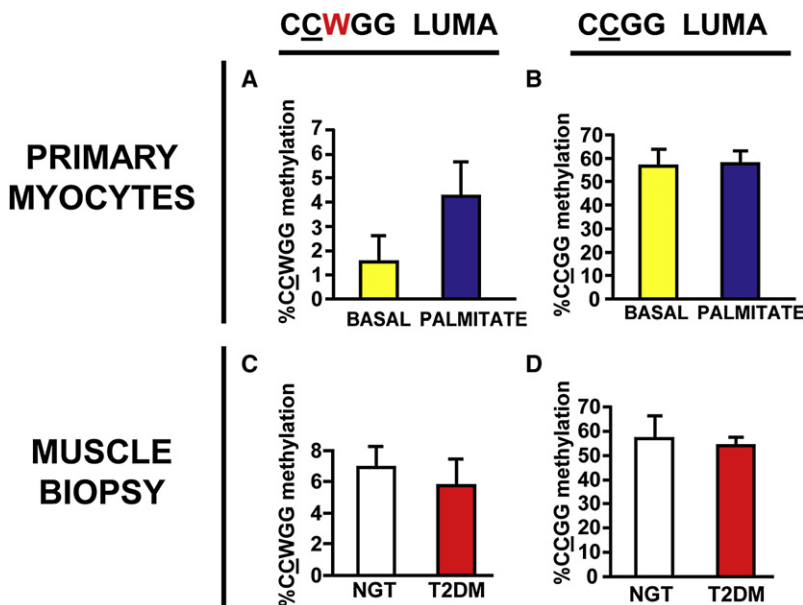 CCWGG LUMA
CCGG LUMA
PRIMARY
MYOCYTES
A
%CCWGG methylation
7
6
5
4
3
2
1
0
BASAL PALMITATE
B
%CCGG methylation
70
60
50
40
30
20
10
0
BASAL PALMITATE
MUSCLE
BIOPSY
C
%CCWGG methylation
8
6
4
2
0
NGT T2DM
D
%CCGG methylation
70
60
50
40
30
20
10
0
NGT T2DM